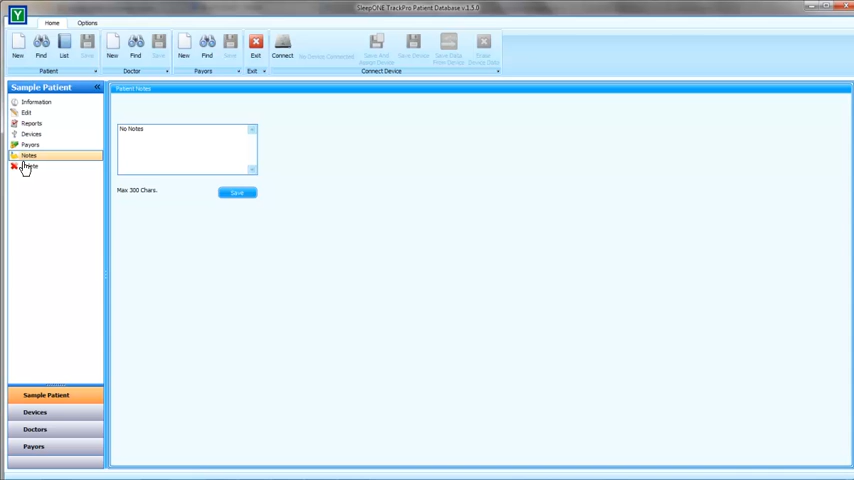 SleepONE TrackPro Patient Database v.1.5.0
Y
Home Options
New Find List Save New Find Save New Find Save Exit Connect No Device Connected Save And Assign Device Save Device Save Data From Device Erase Device Data
Patient Doctor Payors Exit Connect Device
Sample Patient
Information
Edit
Reports
Devices
Payors
Notes
Patient Notes
No Notes
Max 300 Chars. Save
Sample Patient
Devices
Doctors
Payors